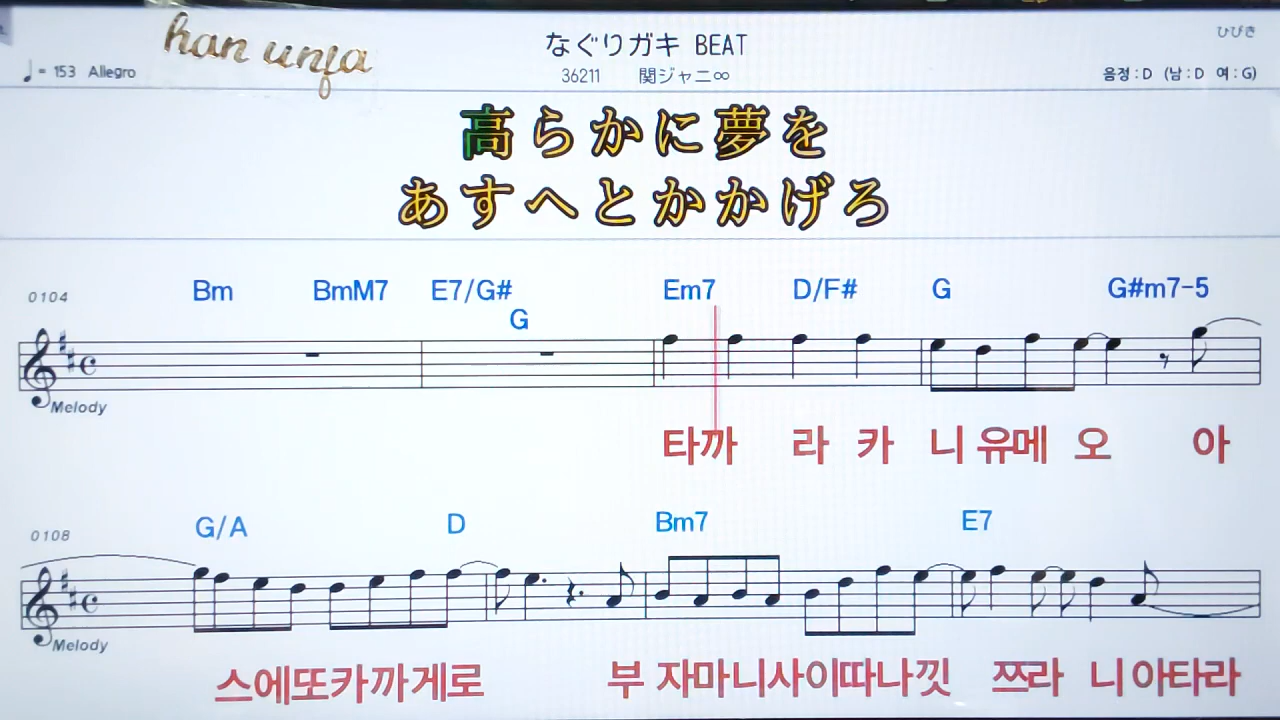 han unja
なぐりガキ BEAT
ひびき
♩= 153 Allegro
36211 関ジャニ∞
음정 : D (남 : D 여 : G)
高らかに夢を
あすへとかかげろ
0104
Bm BmM7 E7/G# G Em7 D/F# G G#m7-5
Melody
타까 라 카 니 유메 오 아
0108
G/A D Bm7 E7
Melody
스에또카까게로 부 자마니사이따나낏 쯔라 니 아타라